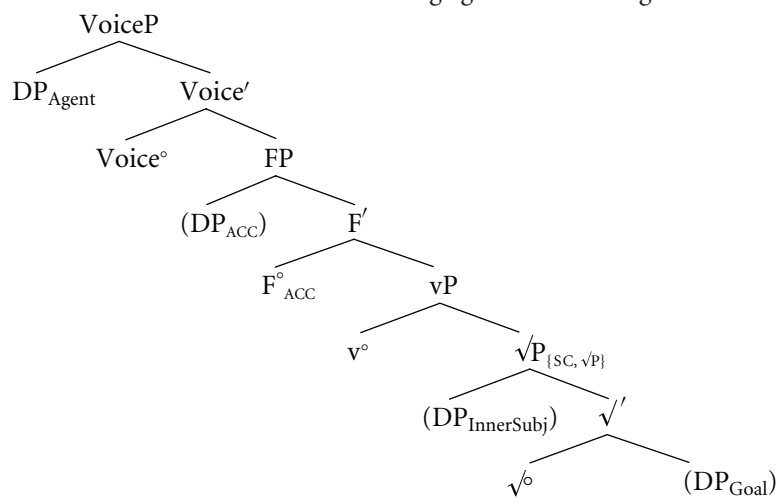 VoiceP
DP_Agent Voice′
Voice° FP
(DP_ACC) F′
F°_ACC vP
v° √P_{SC, √P}
(DP_InnerSubj) √′
√° (DP_Goal)